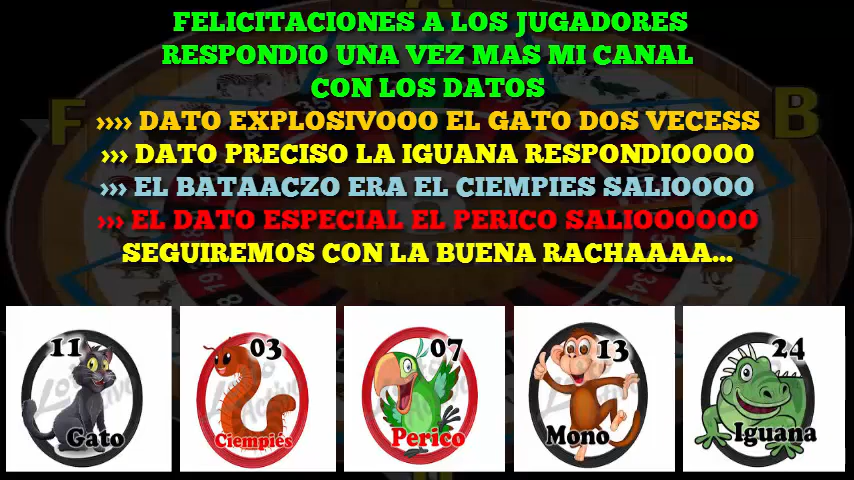 FELICITACIONES A LOS JUGADORES
RESPONDIO UNA VEZ MAS MI CANAL
CON LOS DATOS
»»» DATO EXPLOSIVOOO EL GATO DOS VECESS
»› DATO PRECISO LA IGUANA RESPONDIOOOO
»› EL BATAACZO ERA EL CIEMPIES SALIOOOO
»› EL DATO ESPECIAL EL PERICO SALIOOOOOO
SEGUIREMOS CON LA BUENA RACHAAAA...
F
B
11
Gato
03
Ciempiés
07
Perico
13
Mono
24
Iguana